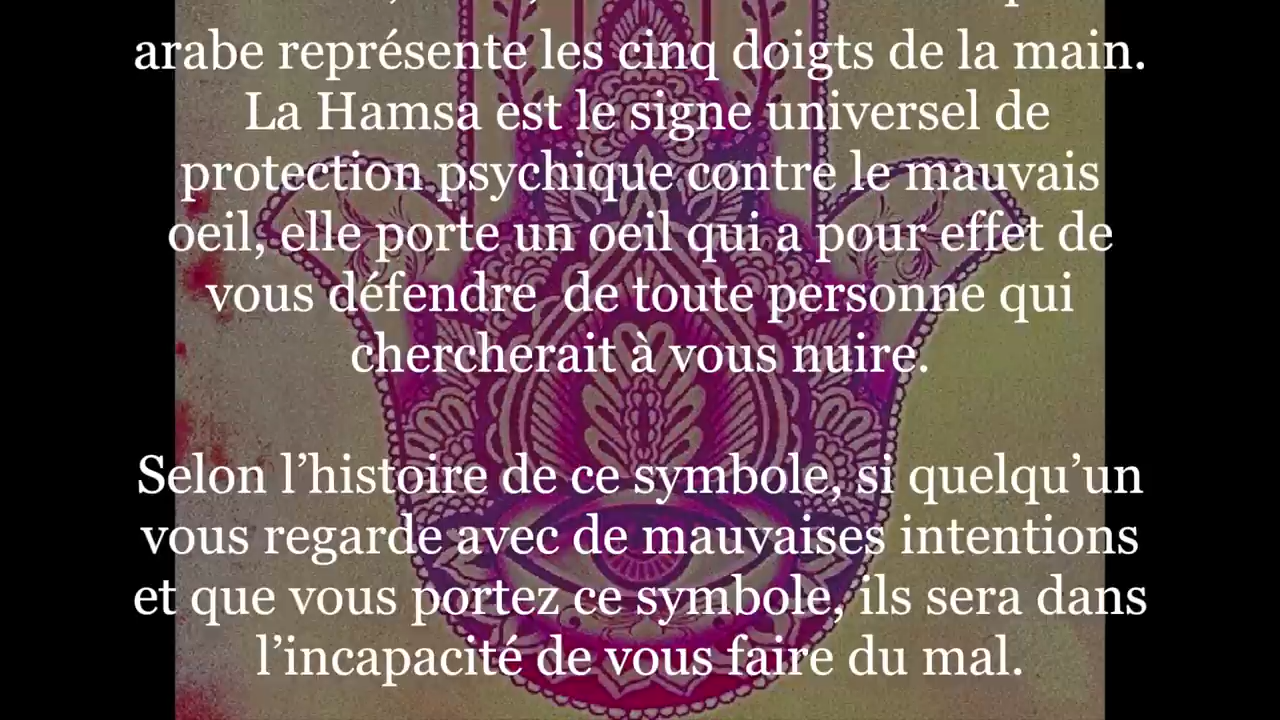 arabe représente les cinq doigts de la main.
La Hamsa est le signe universel de
protection psychique contre le mauvais
oeil, elle porte un oeil qui a pour effet de
vous défendre  de toute personne qui
chercherait à vous nuire.
Selon l’histoire de ce symbole, si quelqu’un
vous regarde avec de mauvaises intentions
et que vous portez ce symbole, ils sera dans
l’incapacité de vous faire du mal.